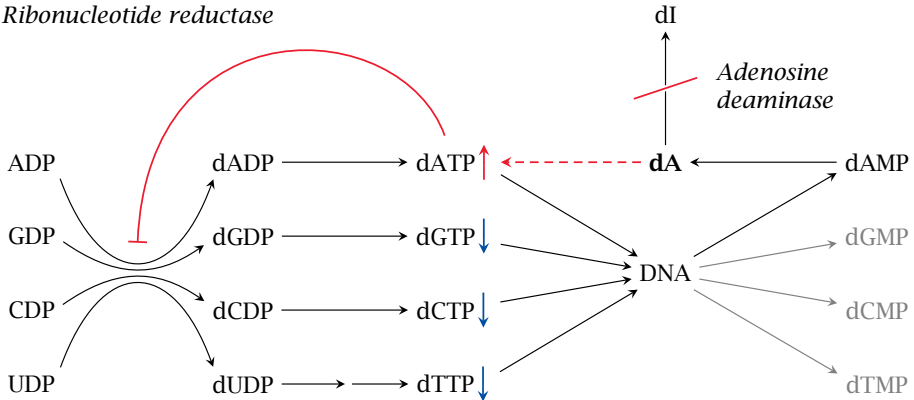 Ribonucleotide reductase
dI
Adenosine
deaminase
ADP dADP dATP dA dAMP
GDP dGDP dGTP dGMP
DNA
CDP dCDP dCTP dCMP
UDP dUDP dTTP dTMP